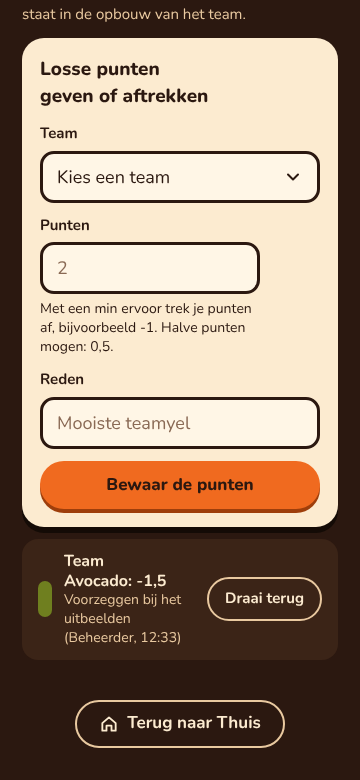 staat in de opbouw van het team.
Losse punten
geven of aftrekken
Team
Kies een team
Punten
2
Met een min ervoor trek je punten
af, bijvoorbeeld -1. Halve punten
mogen: 0,5.
Reden
Mooiste teamyel
Bewaar de punten
Team
Avocado: -1,5
Voorzeggen bij het
uitbeelden
(Beheerder, 12:33)
Draai terug
Terug naar Thuis